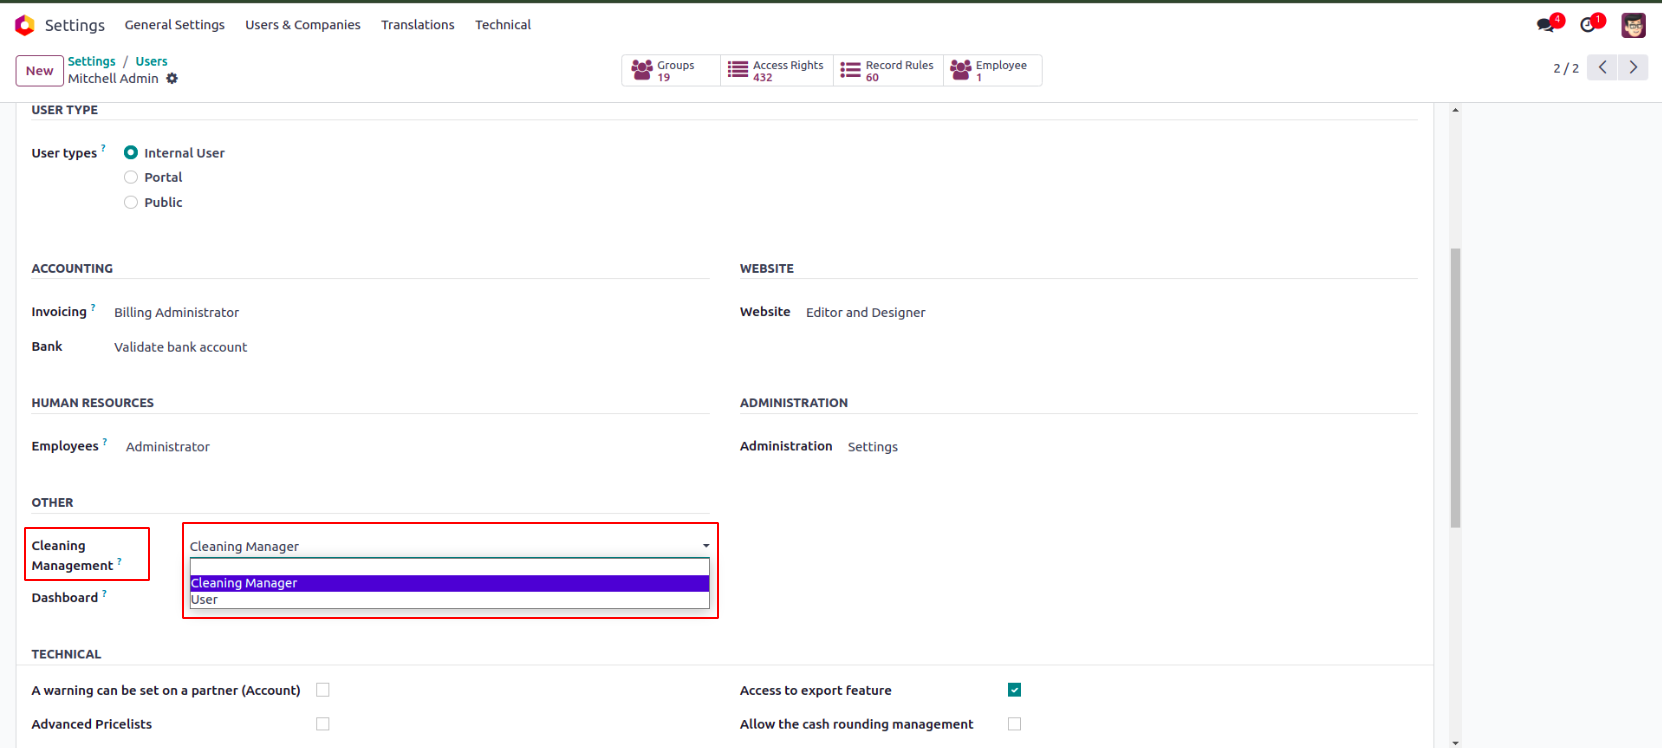 Settings General Settings Users & Companies Translations Technical 4 1
New Settings / Users
Mitchell Admin
Groups 19
Access Rights 432
Record Rules 60
Employee 1
2 / 2
USER TYPE
User types ? Internal User
Portal
Public
ACCOUNTING
Invoicing ? Billing Administrator
Bank Validate bank account
WEBSITE
Website Editor and Designer
HUMAN RESOURCES
Employees ? Administrator
ADMINISTRATION
Administration Settings
OTHER
Cleaning
Management ?
Cleaning Manager
Cleaning Manager
User
Dashboard ?
TECHNICAL
A warning can be set on a partner (Account)
Access to export feature
Advanced Pricelists
Allow the cash rounding management